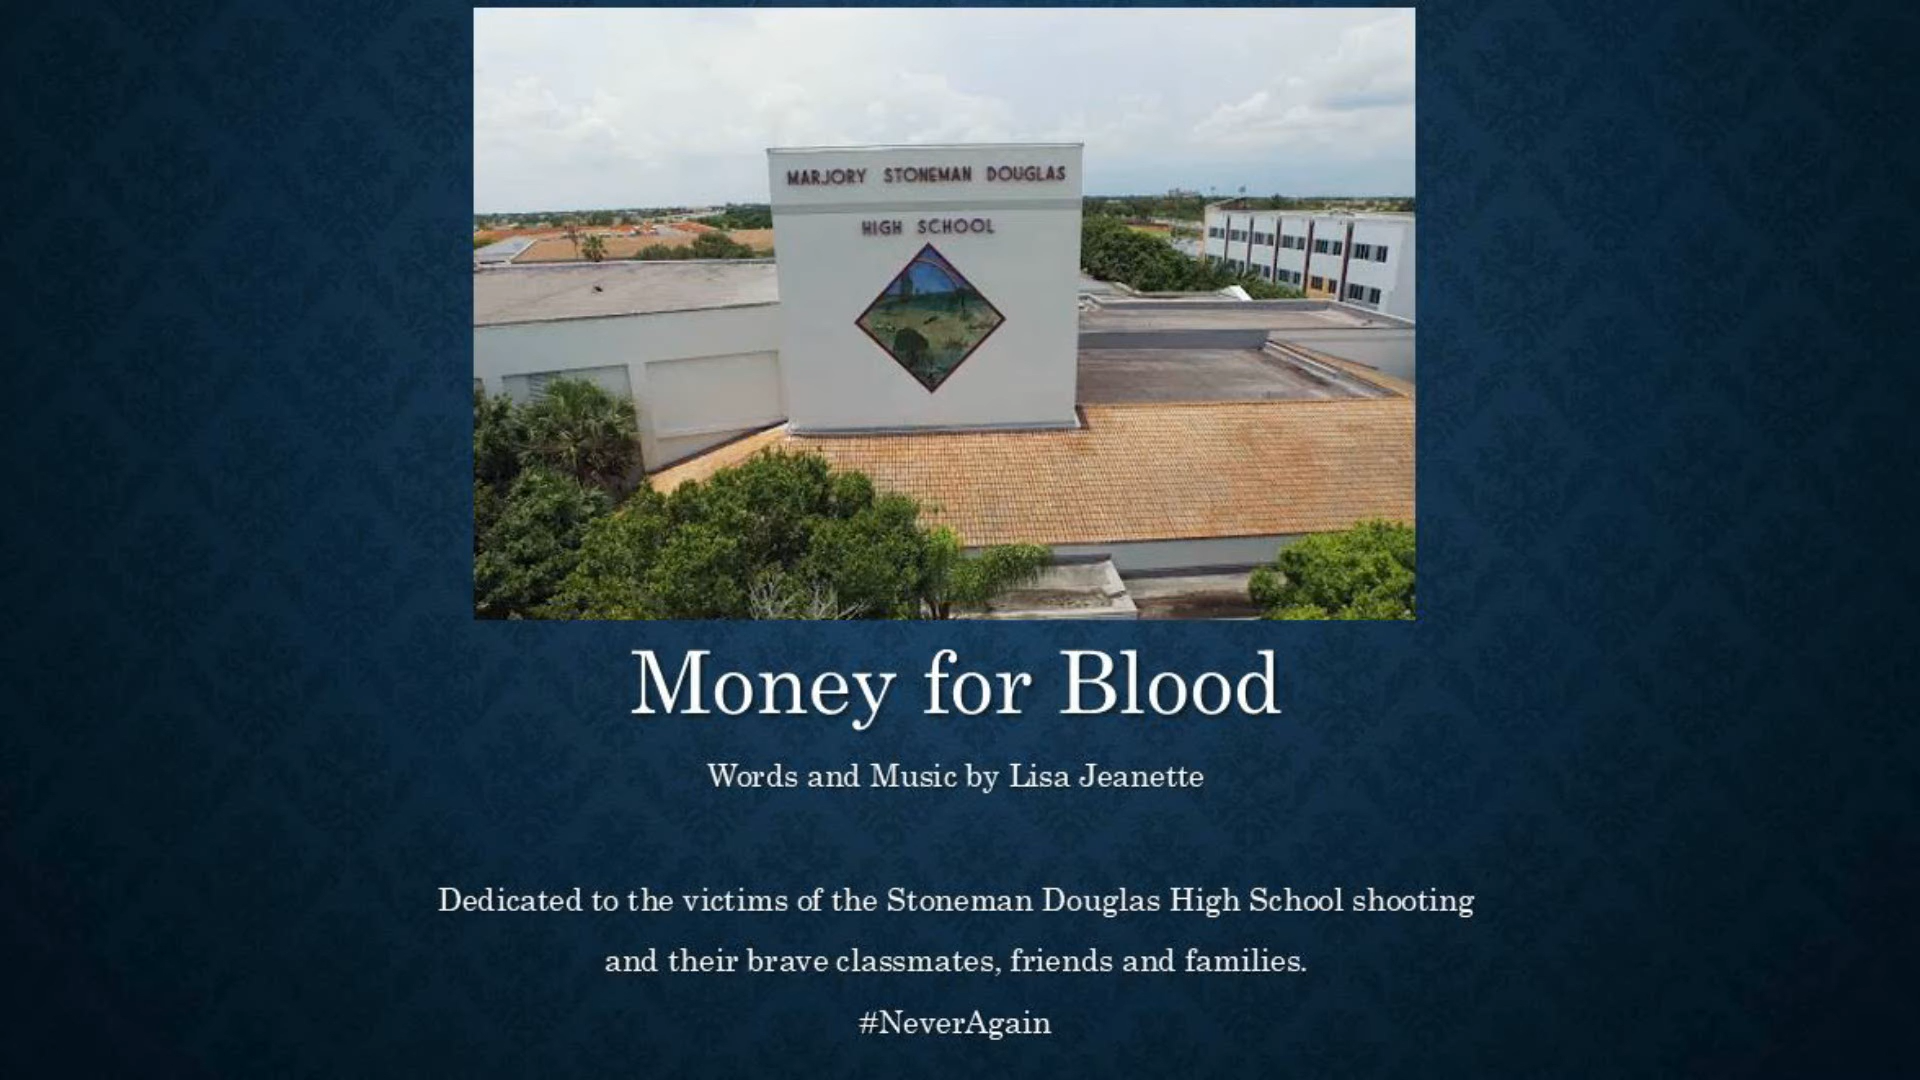 MARJORY STONEMAN DOUGLAS
HIGH SCHOOL
Money for Blood
Words and Music by Lisa Jeanette
Dedicated to the victims of the Stoneman Douglas High School shooting
and their brave classmates, friends and families.
#NeverAgain